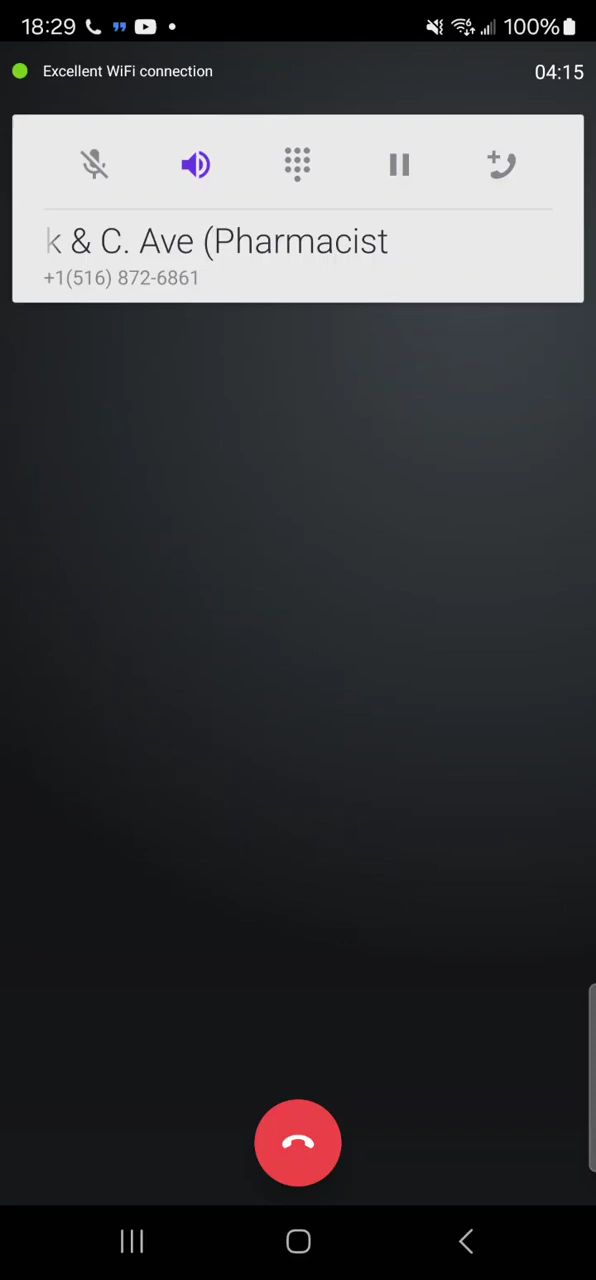 18:29 100%
Excellent WiFi connection 04:15
k & C. Ave (Pharmacist
+1(516) 872-6861